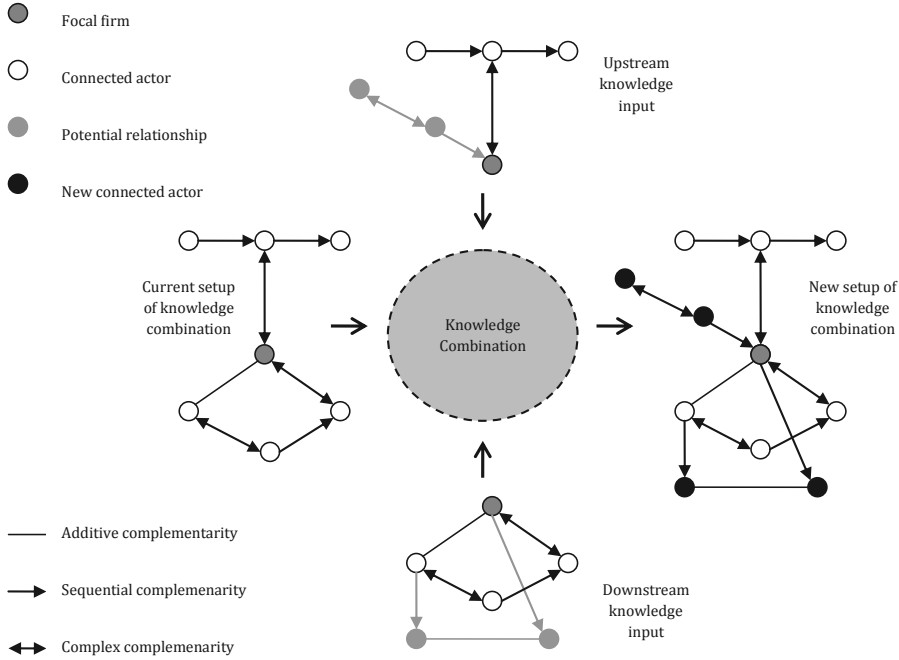 Focal firm
Connected actor
Potential relationship
New connected actor
Upstream
knowledge
input
Current setup
of knowledge
combination
Knowledge
Combination
New setup of
knowledge
combination
Additive complementarity
Sequential complemenarity
Complex complemenarity
Downstream
knowledge
input